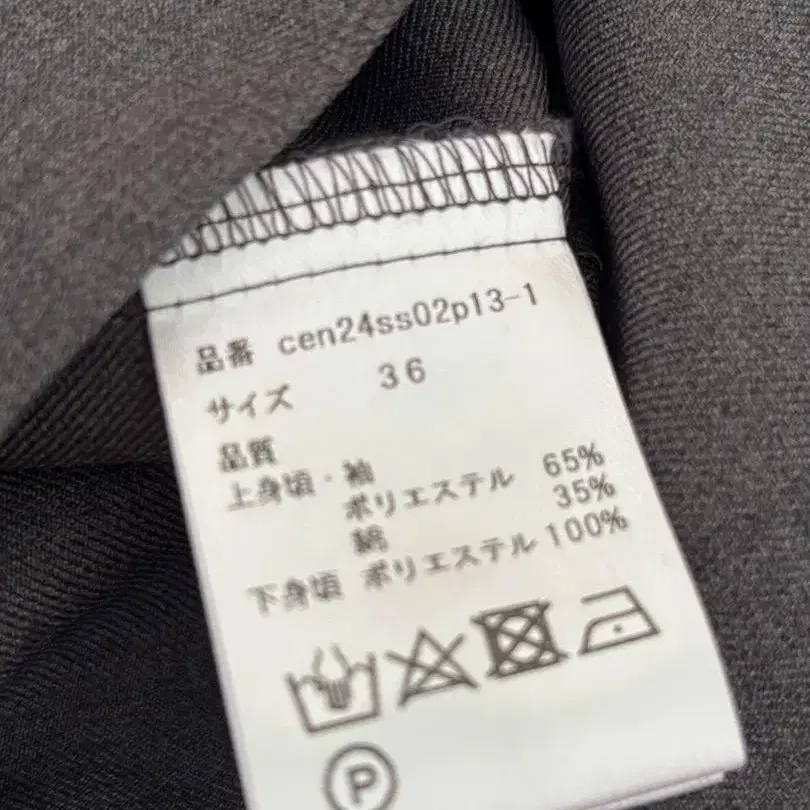 品番 cen24ss02p13-1
サイズ 36
品質
上身頃・袖
ポリエステル 65%
綿 35%
下身頃 ポリエステル 100%
P